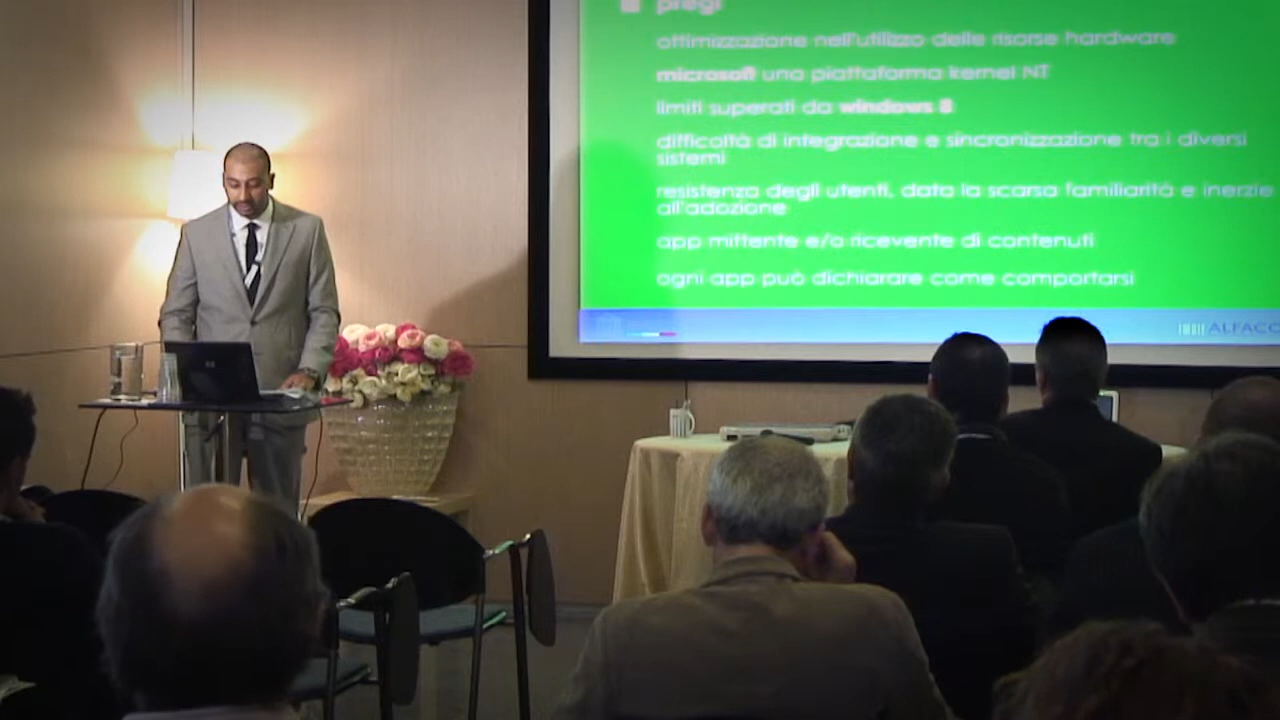 pregi
ottimizzazione nell'utilizzo delle risorse hardware
microsoft una piattaforma kernel NT
limiti superati da windows 8
difficoltà di integrazione e sincronizzazione tra i diversi
sistemi
resistenza degli utenti, data la scarsa familiarità e inerzie
all'adozione
app mittente e/o ricevente di contenuti
ogni app può dichiarare come comportarsi
ALFACO